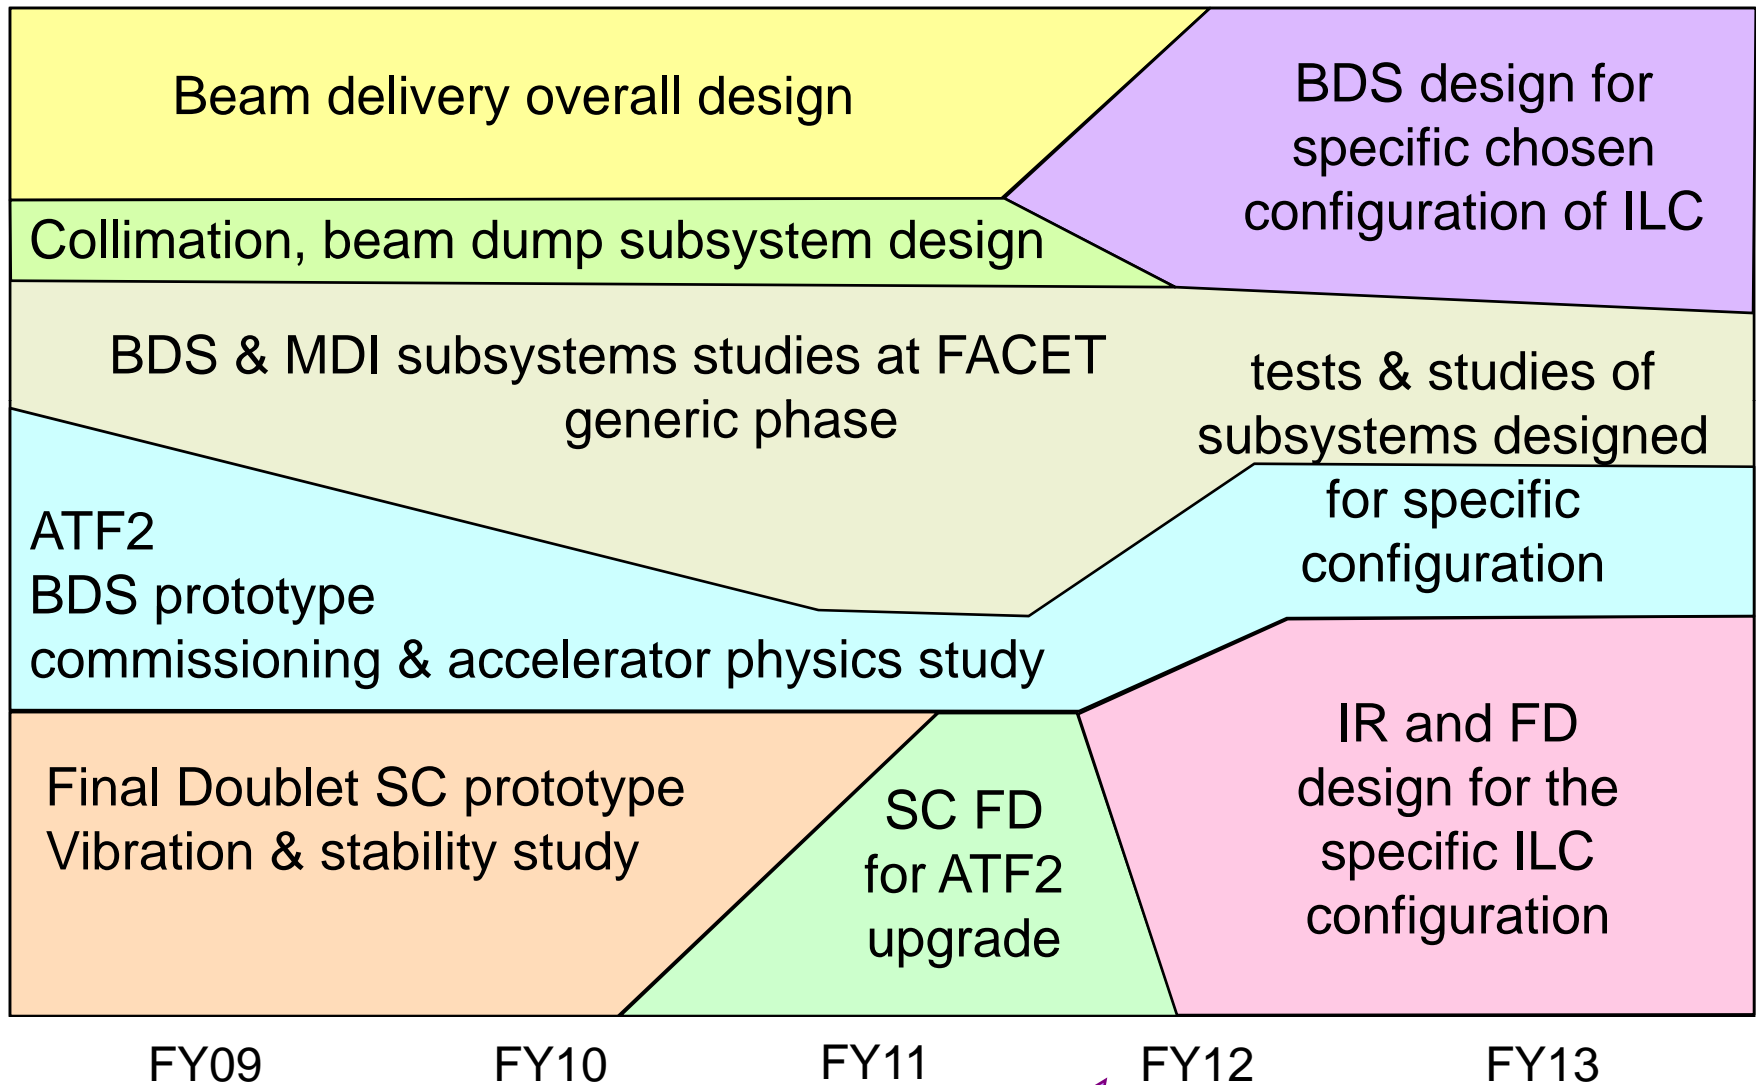 Beam delivery overall design
BDS design for
specific chosen
configuration of ILC
Collimation, beam dump subsystem design
BDS & MDI subsystems studies at FACET
generic phase
tests & studies of
subsystems designed
for specific
configuration
ATF2
BDS prototype
commissioning & accelerator physics study
Final Doublet SC prototype
Vibration & stability study
SC FD
for ATF2
upgrade
IR and FD
design for the
specific ILC
configuration
FY09 FY10 FY11 FY12 FY13